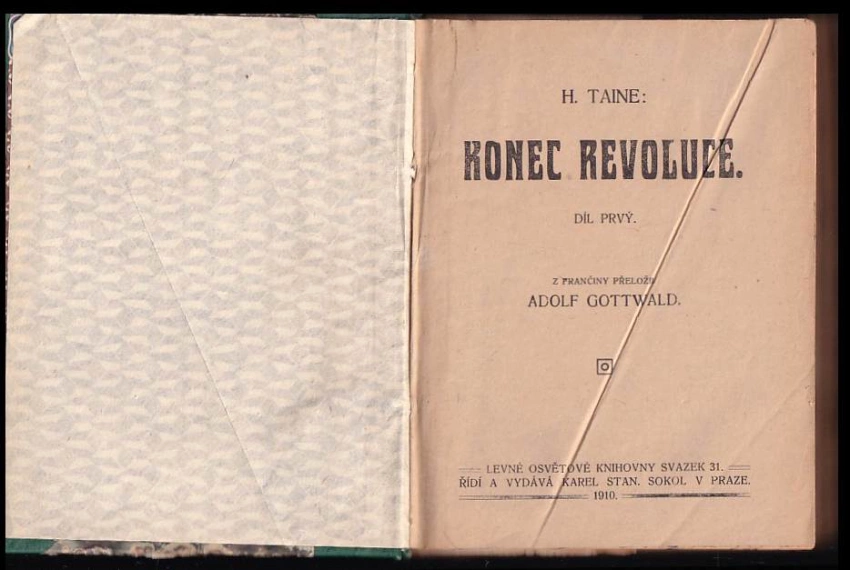 H. TAINE:
KONEC REVOLUCE.
DÍL PRVÝ.
Z FRANČINY PŘELOŽIL
ADOLF GOTTWALD.
LEVNÉ OSVĚTOVÉ KNIHOVNY SVAZEK 31.
ŘÍDÍ A VYDÁVÁ KAREL STAN. SOKOL V PRAZE.
1910.